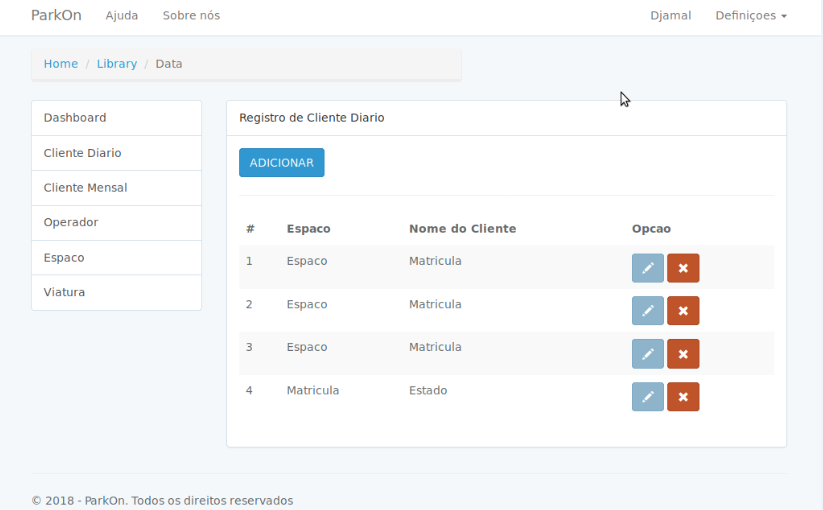 ParkOn Ajuda Sobre nós Djamal Definiçoes
Home / Library / Data
Dashboard
Cliente Diario
Cliente Mensal
Operador
Espaco
Viatura
Registro de Cliente Diario
ADICIONAR
# Espaco Nome do Cliente Opcao
1 Espaco Matricula
2 Espaco Matricula
3 Espaco Matricula
4 Matricula Estado
© 2018 - ParkOn. Todos os direitos reservados